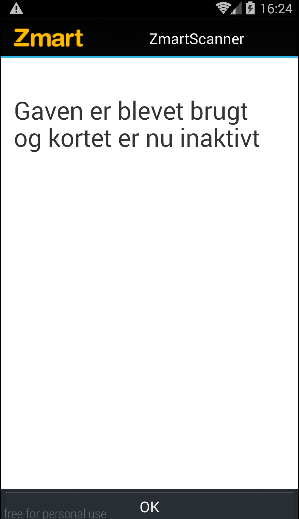 16:24
Zmart
ZmartScanner
Gaven er blevet brugt
og kortet er nu inaktivt
OK
free for personal use